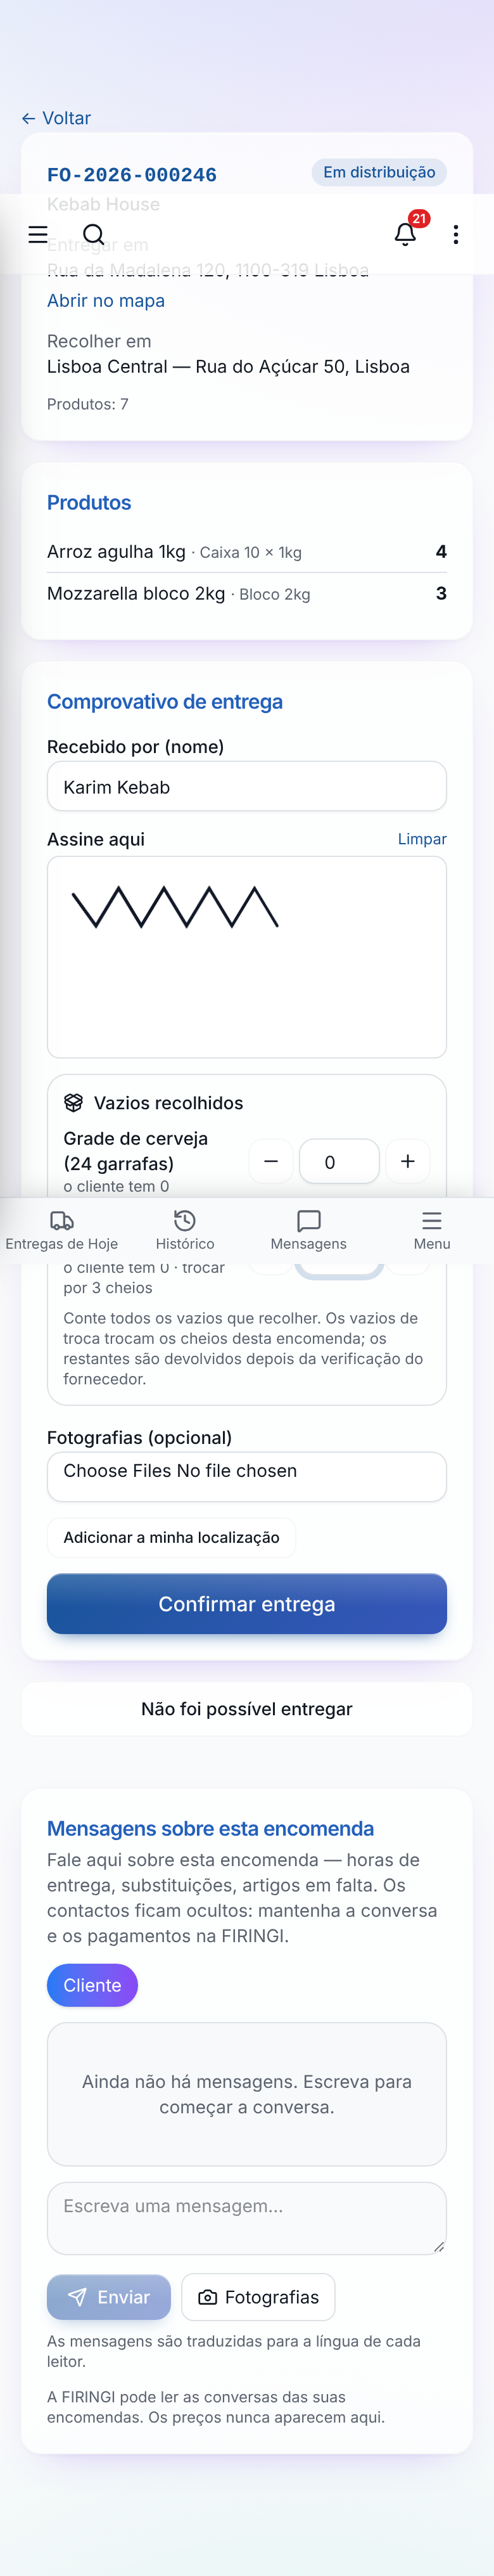 ← Voltar
FO-2026-000246
Em distribuição
Kebab House
21
Entregar em
Rua da Madalena 120, 1100-319 Lisboa
Abrir no mapa
Recolher em
Lisboa Central — Rua do Açúcar 50, Lisboa
Produtos: 7
Produtos
Arroz agulha 1kg · Caixa 10 × 1kg 4
Mozzarella bloco 2kg · Bloco 2kg 3
Comprovativo de entrega
Recebido por (nome)
Karim Kebab
Assine aqui Limpar
Vazios recolhidos
Grade de cerveja
(24 garrafas)
o cliente tem 0
− 0 +
Entregas de Hoje Histórico Mensagens Menu
o cliente tem 0 · trocar
por 3 cheios
Conte todos os vazios que recolher. Os vazios de
troca trocam os cheios desta encomenda; os
restantes são devolvidos depois da verificação do
fornecedor.
Fotografias (opcional)
Choose Files No file chosen
Adicionar a minha localização
Confirmar entrega
Não foi possível entregar
Mensagens sobre esta encomenda
Fale aqui sobre esta encomenda — horas de
entrega, substituições, artigos em falta. Os
contactos ficam ocultos: mantenha a conversa
e os pagamentos na FIRINGI.
Cliente
Ainda não há mensagens. Escreva para
começar a conversa.
Escreva uma mensagem...
Enviar Fotografias
As mensagens são traduzidas para a língua de cada
leitor.
A FIRINGI pode ler as conversas das suas
encomendas. Os preços nunca aparecem aqui.